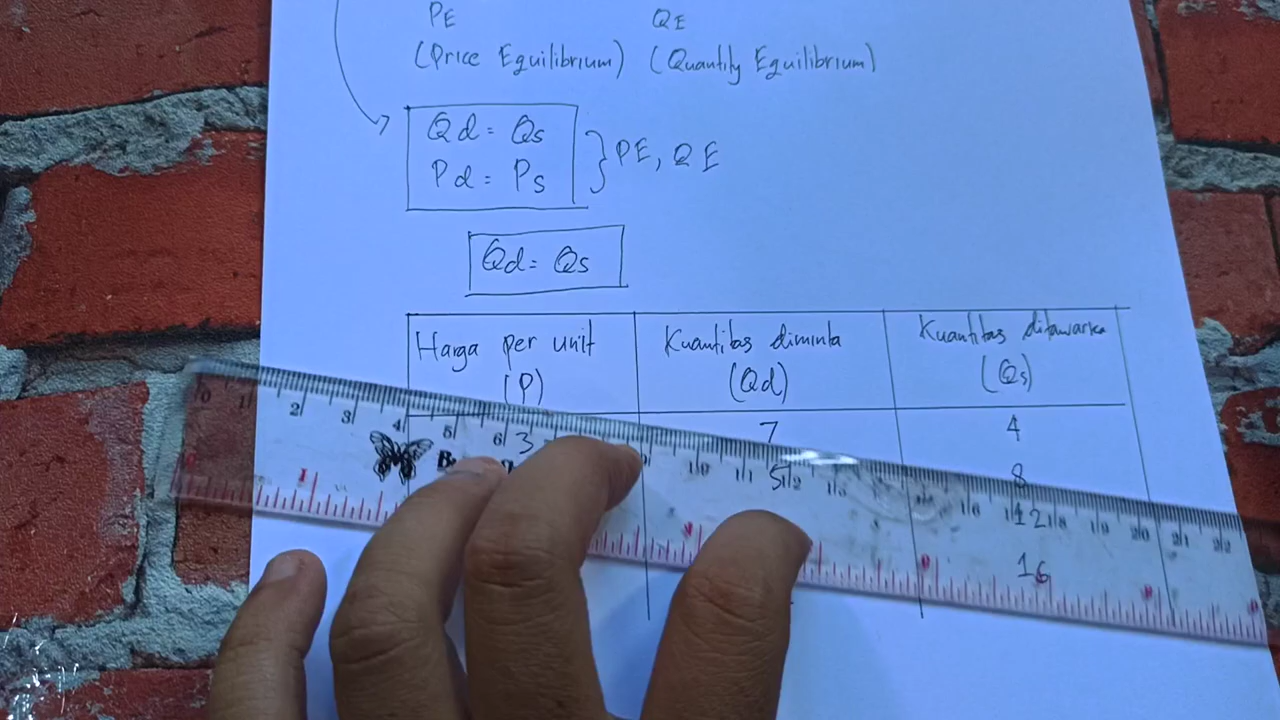 PE QE
(Price Equilibrium) (Quantity Equilibrium)
Qd = Qs
Pd = Ps
} PE, QE
Qd = Qs
Harga per unit (P) Kuantitas diminta (Qd) Kuantitas ditawarka (Qs)
3 7 4
5 8
12
16